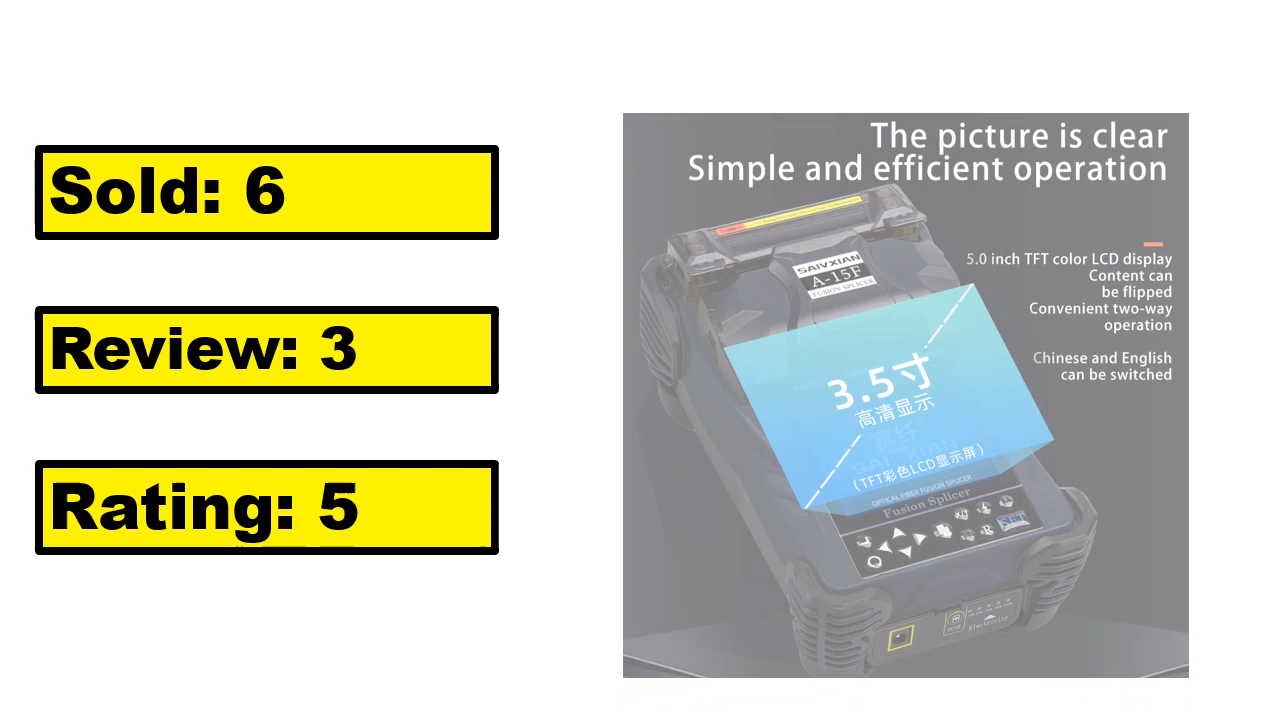 Sold: 6
Review: 3
Rating: 5
The picture is clear
Simple and efficient operation
5.0 inch TFT color LCD display
Content can
be flipped
Convenient two-way
operation
Chinese and English
can be switched
SAIVXIAN
A-15F
FUSION SPLICER
3.5寸
高清显示
(TFT彩色LCD显示屏)
OPTICAL FIBER FUSION SPLICER
Fusion Splicer
SET
R
Electricity